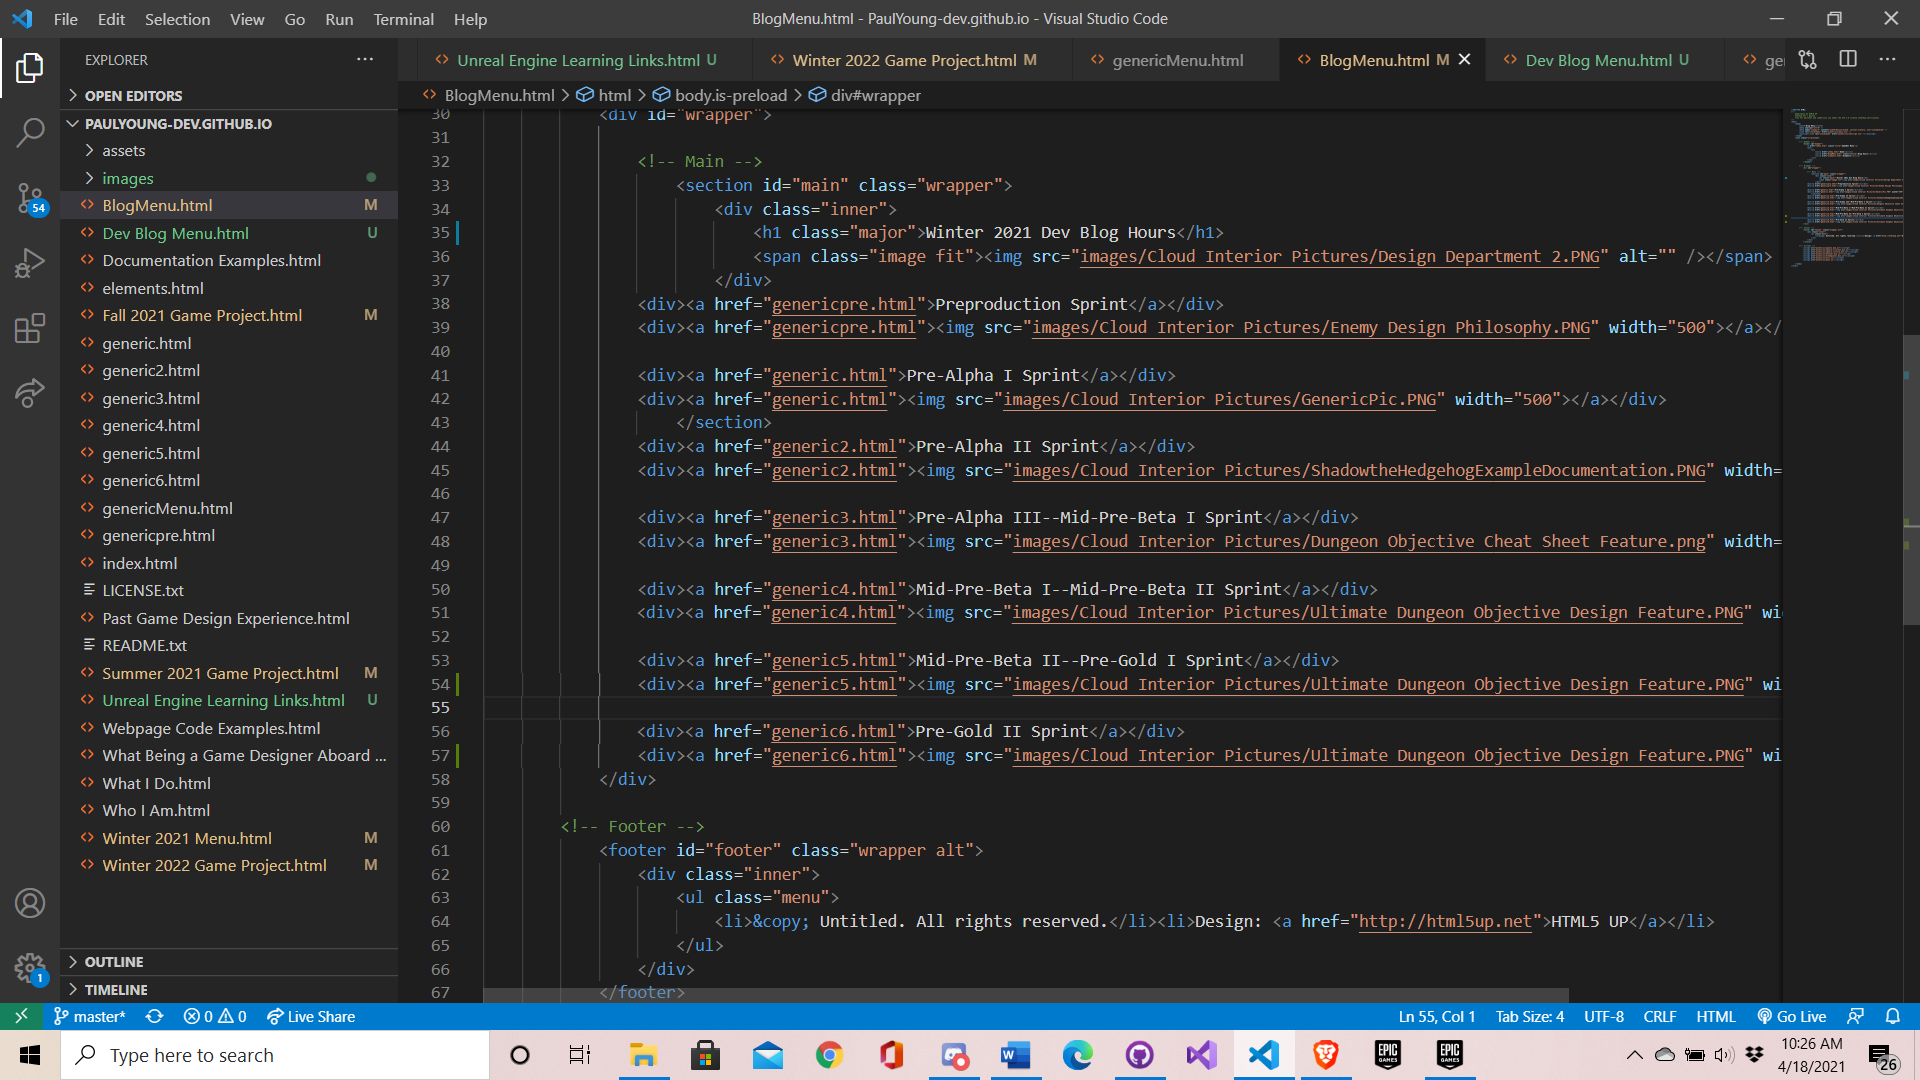 File Edit Selection View Go Run Terminal Help
BlogMenu.html - PaulYoung-dev.github.io - Visual Studio Code
EXPLORER
OPEN EDITORS
PAULYOUNG-DEV.GITHUB.IO
assets
images
BlogMenu.html M
Dev Blog Menu.html U
Documentation Examples.html
elements.html
Fall 2021 Game Project.html M
generic.html
generic2.html
generic3.html
generic4.html
generic5.html
generic6.html
genericMenu.html
genericpre.html
index.html
LICENSE.txt
Past Game Design Experience.html
README.txt
Summer 2021 Game Project.html M
Unreal Engine Learning Links.html U
Webpage Code Examples.html
What Being a Game Designer Aboard ...
What I Do.html
Who I Am.html
Winter 2021 Menu.html M
Winter 2022 Game Project.html M
OUTLINE
TIMELINE
54
1
Unreal Engine Learning Links.html U Winter 2022 Game Project.html M genericMenu.html BlogMenu.html M Dev Blog Menu.html U ge
BlogMenu.html > html > body.is-preload > div#wrapper
30 <div id="wrapper">
31
32 <!-- Main -->
33 <section id="main" class="wrapper">
34 <div class="inner">
35 <h1 class="major">Winter 2021 Dev Blog Hours</h1>
36 <span class="image fit"><img src="images/Cloud Interior Pictures/Design Department 2.PNG" alt="" /></span>
37 </div>
38 <div><a href="genericpre.html">Preproduction Sprint</a></div>
39 <div><a href="genericpre.html"><img src="images/Cloud Interior Pictures/Enemy Design Philosophy.PNG" width="500"></a></
40
41 <div><a href="generic.html">Pre-Alpha I Sprint</a></div>
42 <div><a href="generic.html"><img src="images/Cloud Interior Pictures/GenericPic.PNG" width="500"></a></div>
43 </section>
44 <div><a href="generic2.html">Pre-Alpha II Sprint</a></div>
45 <div><a href="generic2.html"><img src="images/Cloud Interior Pictures/ShadowtheHedgehogExampleDocumentation.PNG" width=
46
47 <div><a href="generic3.html">Pre-Alpha III--Mid-Pre-Beta I Sprint</a></div>
48 <div><a href="generic3.html"><img src="images/Cloud Interior Pictures/Dungeon Objective Cheat Sheet Feature.png" width=
49
50 <div><a href="generic4.html">Mid-Pre-Beta I--Mid-Pre-Beta II Sprint</a></div>
51 <div><a href="generic4.html"><img src="images/Cloud Interior Pictures/Ultimate Dungeon Objective Design Feature.PNG" wi
52
53 <div><a href="generic5.html">Mid-Pre-Beta II--Pre-Gold I Sprint</a></div>
54 <div><a href="generic5.html"><img src="images/Cloud Interior Pictures/Ultimate Dungeon Objective Design Feature.PNG" wi
55
56 <div><a href="generic6.html">Pre-Gold II Sprint</a></div>
57 <div><a href="generic6.html"><img src="images/Cloud Interior Pictures/Ultimate Dungeon Objective Design Feature.PNG" wi
58 </div>
59
60 <!-- Footer -->
61 <footer id="footer" class="wrapper alt">
62 <div class="inner">
63 <ul class="menu">
64 <li>&copy; Untitled. All rights reserved.</li><li>Design: <a href="http://html5up.net">HTML5 UP</a></li>
65 </ul>
66 </div>
67 </footer>
master* 0 0 Live Share Ln 55, Col 1 Tab Size: 4 UTF-8 CRLF HTML Go Live
Type here to search
EPIC GAMES
EPIC GAMES
10:26 AM
4/18/2021
26